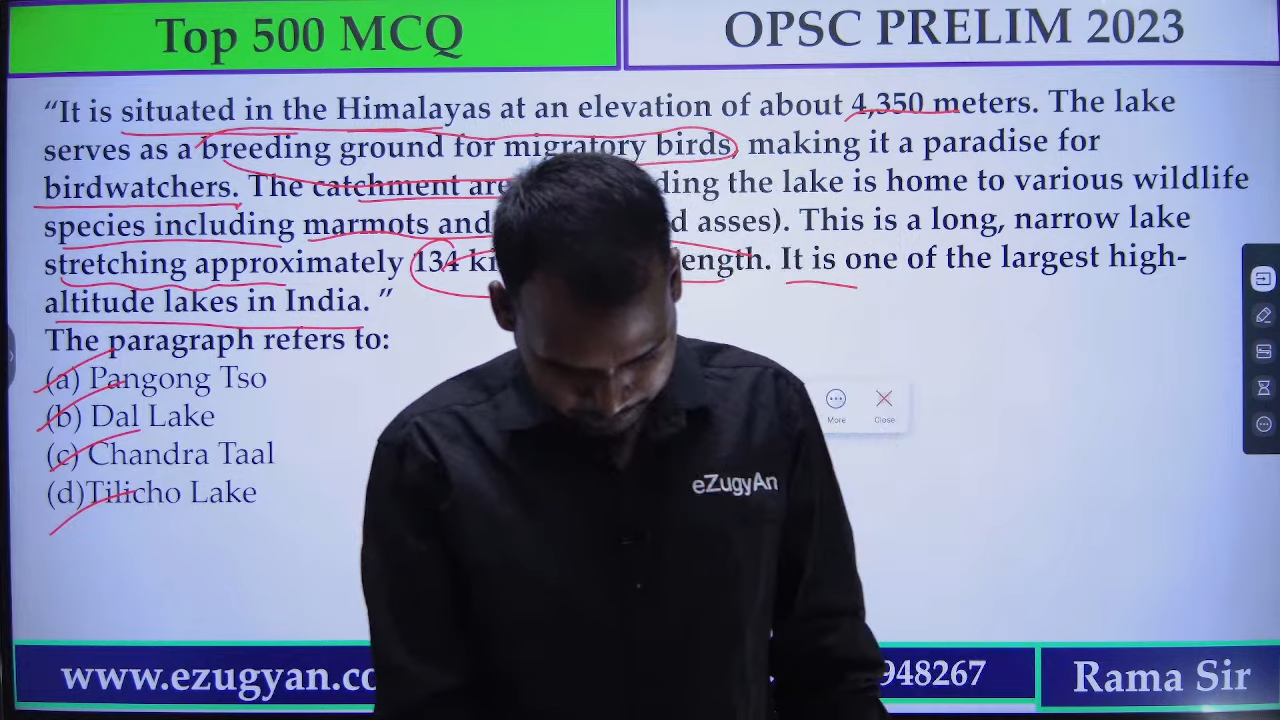 Top 500 MCQ
OPSC PRELIM 2023
“It is situated in the Himalayas at an elevation of about 4,350 meters. The lake
serves as a breeding ground for migratory birds, making it a paradise for
birdwatchers. The catchment are ding the lake is home to various wildlife
species including marmots and d asses). This is a long, narrow lake
stretching approximately 134 ki ength. It is one of the largest high-
altitude lakes in India. ”
The paragraph refers to:
(a) Pangong Tso
(b) Dal Lake
(c) Chandra Taal
(d)Tilicho Lake
More
Close
eZugyAn
www.ezugyan.co
948267
Rama Sir